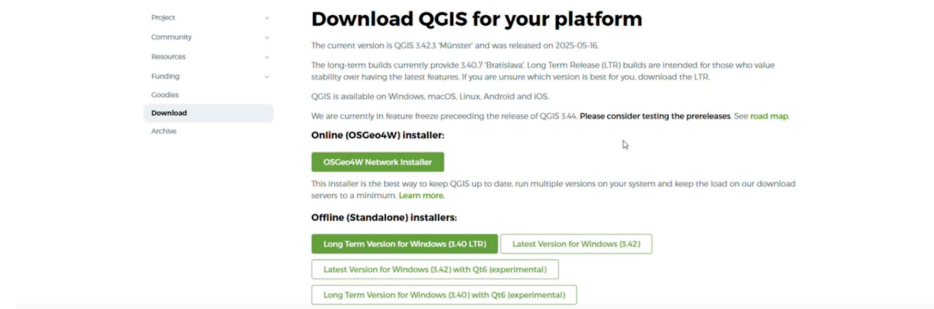 Project
Community
Resources
Funding
Goodies
Download
Archive
Download QGIS for your platform
The current version is QGIS 3.42.3 'Münster' and was released on 2025-05-16.
The long-term builds currently provide 3.40.7 'Bratislava'. Long Term Release (LTR) builds are intended for those who value
stability over having the latest features. If you are unsure which version is best for you, download the LTR.
QGIS is available on Windows, macOS, Linux, Android and iOS.
We are currently in feature freeze preceeding the release of QGIS 3.44. Please consider testing the prereleases. See road map.
Online (OSGeo4W) installer:
OSGeo4W Network Installer
This installer is the best way to keep QGIS up to date, run multiple versions on your system and keep the load on our download
servers to a minimum. Learn more.
Offline (Standalone) installers:
Long Term Version for Windows (3.40 LTR)
Latest Version for Windows (3.42)
Latest Version for Windows (3.42) with Qt6 (experimental)
Long Term Version for Windows (3.40) with Qt6 (experimental)